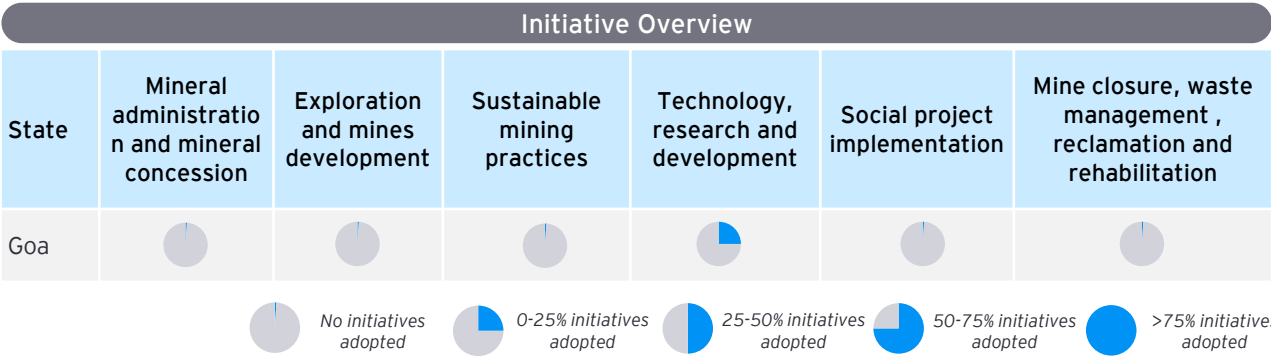 Initiative Overview
State
Mineral
administratio
n and mineral
concession
Exploration
and mines
development
Sustainable
mining
practices
Technology,
research and
development
Social project
implementation
Mine closure, waste
management ,
reclamation and
rehabilitation
Goa
No initiatives
adopted
0-25% initiatives
adopted
25-50% initiatives
adopted
50-75% initiatives
adopted
>75% initiatives
adopted